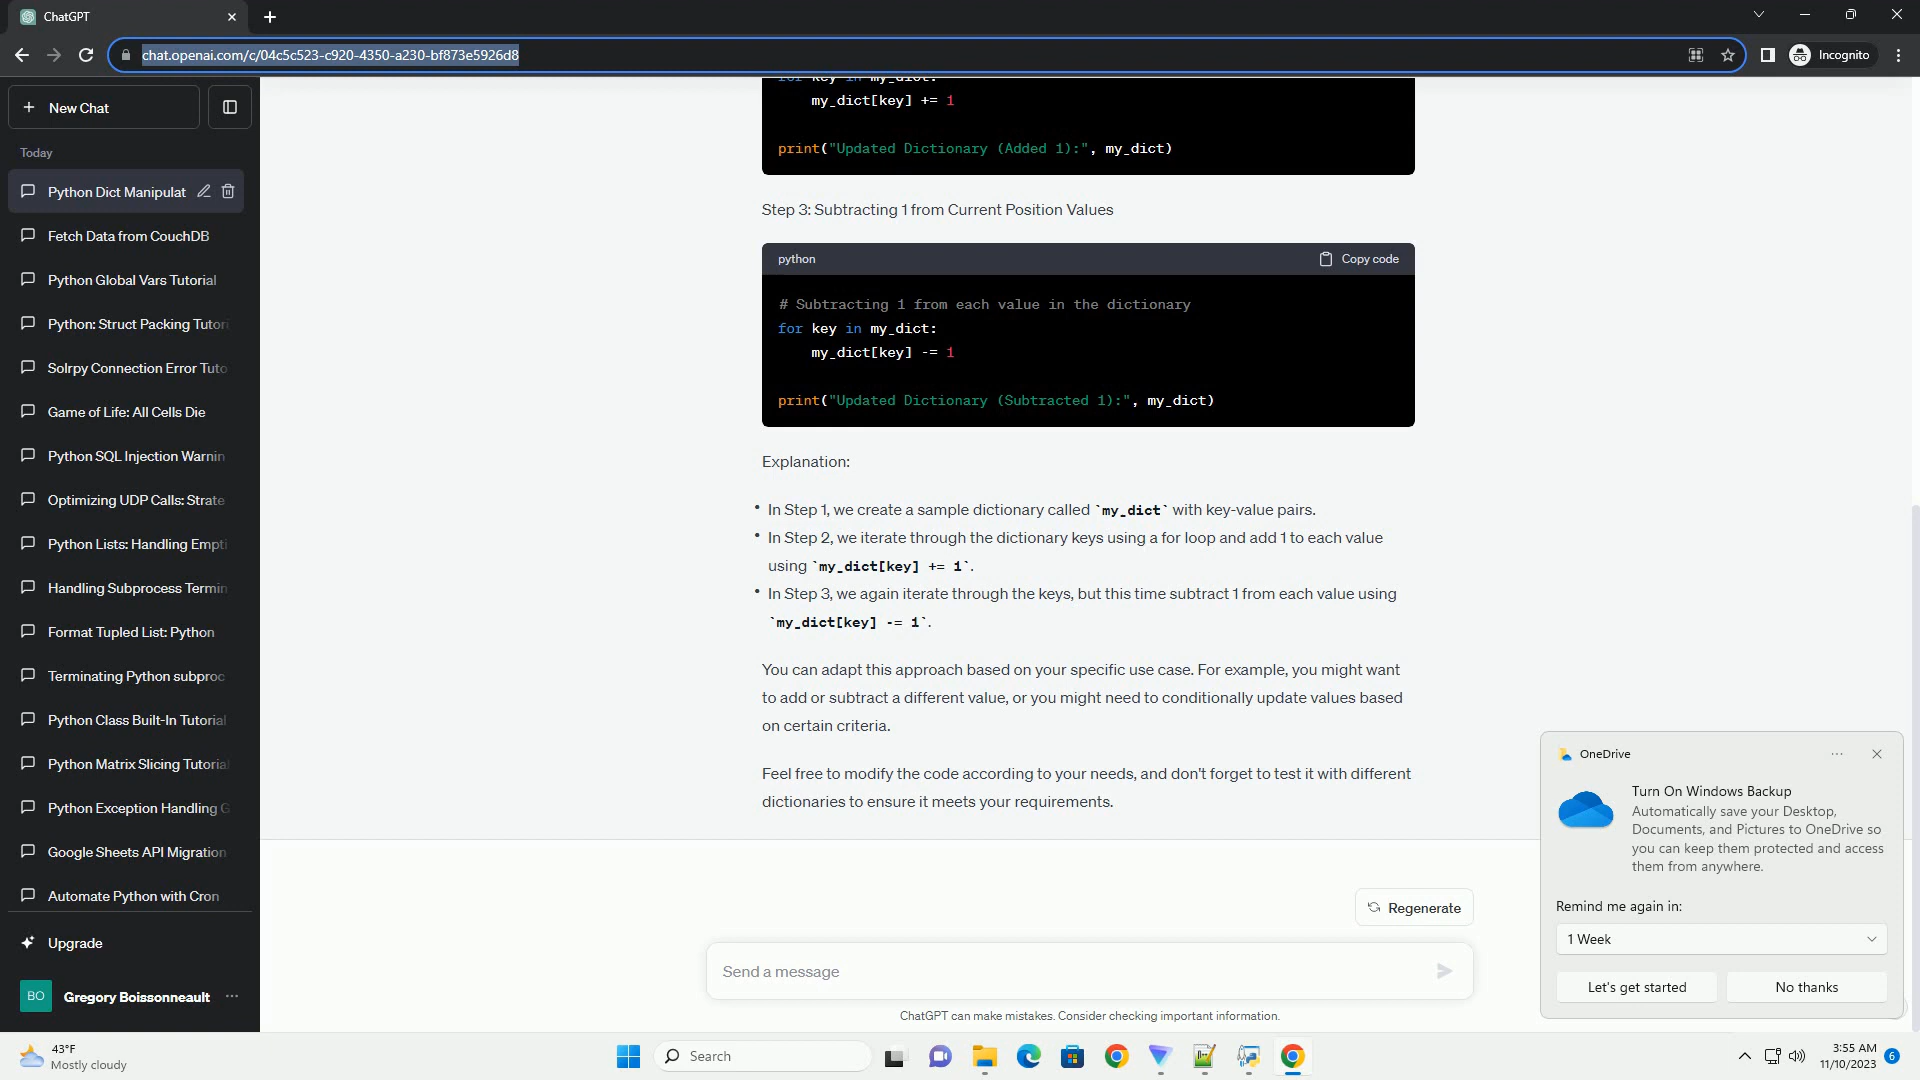 ChatGPT
chat.openai.com/c/04c5c523-c920-4350-a230-bf873e5926d8
Incognito
New Chat
Today
Python Dict Manipulat
Fetch Data from CouchDB
Python Global Vars Tutorial
Python: Struct Packing Tutori
Solrpy Connection Error Tuto
Game of Life: All Cells Die
Python SQL Injection Warnin
Optimizing UDP Calls: Strate
Python Lists: Handling Empti
Handling Subprocess Termin
Format Tupled List: Python
Terminating Python subproc
Python Class Built-In Tutorial
Python Matrix Slicing Tutorial
Python Exception Handling G
Google Sheets API Migration
Automate Python with Cron
Upgrade
BO Gregory Boissonneault
for key in my_dict:
my_dict[key] += 1
print("Updated Dictionary (Added 1):", my_dict)
Step 3: Subtracting 1 from Current Position Values
python Copy code
# Subtracting 1 from each value in the dictionary
for key in my_dict:
my_dict[key] -= 1
print("Updated Dictionary (Subtracted 1):", my_dict)
Explanation:
• In Step 1, we create a sample dictionary called `my_dict` with key-value pairs.
• In Step 2, we iterate through the dictionary keys using a for loop and add 1 to each value
using `my_dict[key] += 1`.
• In Step 3, we again iterate through the keys, but this time subtract 1 from each value using
`my_dict[key] -= 1`.
You can adapt this approach based on your specific use case. For example, you might want
to add or subtract a different value, or you might need to conditionally update values based
on certain criteria.
Feel free to modify the code according to your needs, and don't forget to test it with different
dictionaries to ensure it meets your requirements.
Regenerate
Send a message
ChatGPT can make mistakes. Consider checking important information.
OneDrive
Turn On Windows Backup
Automatically save your Desktop,
Documents, and Pictures to OneDrive so
you can keep them protected and access
them from anywhere.
Remind me again in:
1 Week
Let's get started
No thanks
43°F
Mostly cloudy
Search
3:55 AM
11/10/2023
6